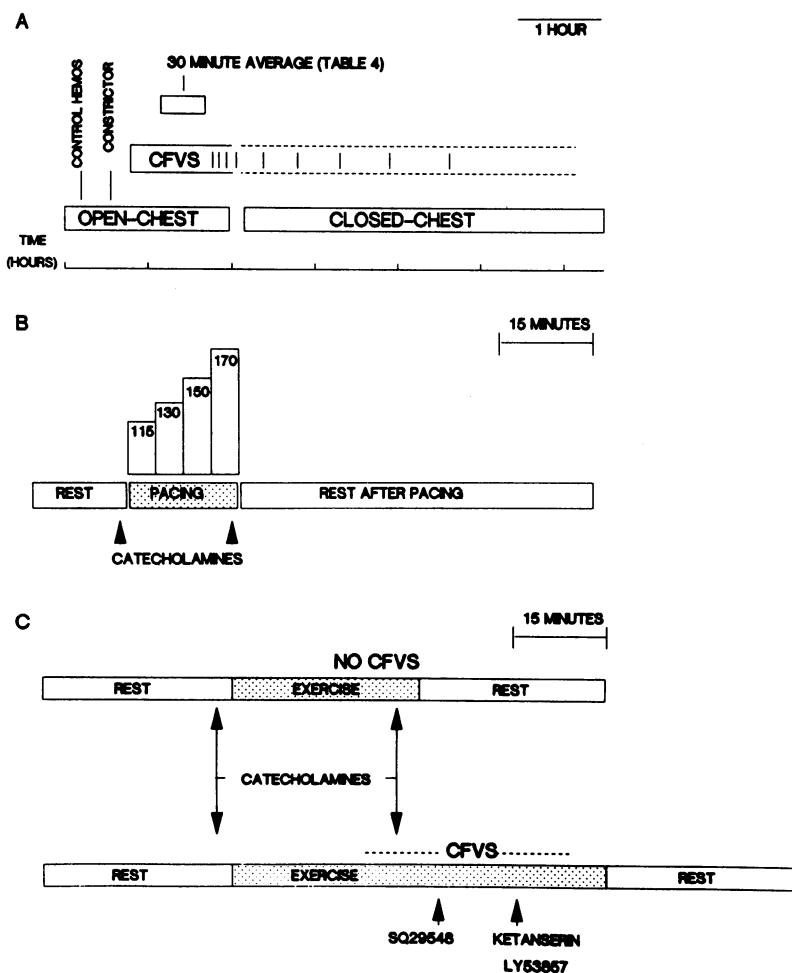 A
1 HOUR
30 MINUTE AVERAGE (TABLE 4)
CONTROL HEMOS
CONSTRICTOR
CFVS
OPEN-CHEST
CLOSED-CHEST
TIME
(HOURS)
B
15 MINUTES
170
150
130
115
REST
PACING
REST AFTER PACING
CATECHOLAMINES
C
15 MINUTES
NO CFVS
REST
EXERCISE
REST
CATECHOLAMINES
CFVS
REST
EXERCISE
REST
SQ29548
KETANSERIN
LY53857